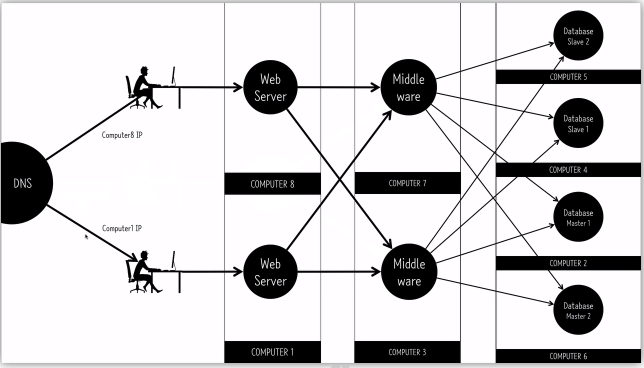 DNS
Computer8 IP
Computer1 IP
Web
Server
COMPUTER 8
Web
Server
COMPUTER 1
Middle
ware
COMPUTER 7
Middle
ware
COMPUTER 3
Database
Slave 2
COMPUTER 5
Database
Slave 1
COMPUTER 4
Database
Master 1
COMPUTER 2
Database
Master 2
COMPUTER 6